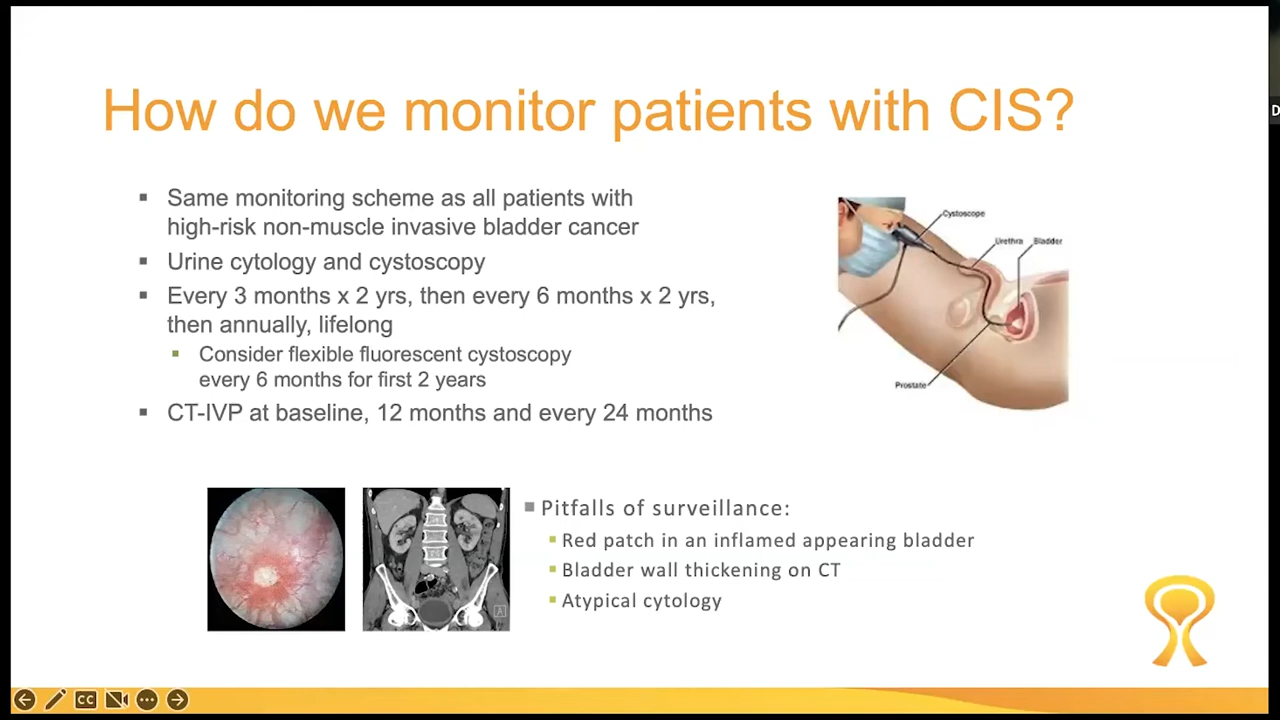 How do we monitor patients with CIS?
D
Same monitoring scheme as all patients with
high-risk non-muscle invasive bladder cancer
Urine cytology and cystoscopy
Every 3 months x 2 yrs, then every 6 months x 2 yrs,
then annually, lifelong
Consider flexible fluorescent cystoscopy
every 6 months for first 2 years
CT-IVP at baseline, 12 months and every 24 months
Cystoscope
Urethra
Bladder
Prostate
Pitfalls of surveillance:
Red patch in an inflamed appearing bladder
Bladder wall thickening on CT
Atypical cytology
A
CC